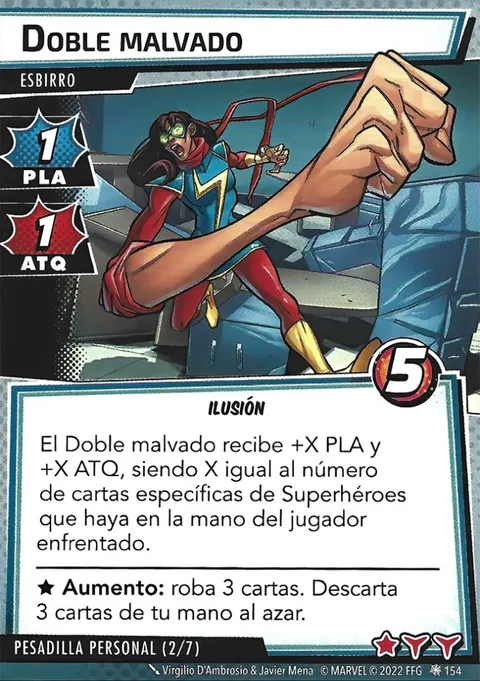 DOBLE MALVADO
ESBIRRO
1
PLA
1
ATQ
5
ILUSIÓN
El Doble malvado recibe +X PLA y
+X ATQ, siendo X igual al número
de cartas específicas de Superhéroes
que haya en la mano del jugador
enfrentado.
★ Aumento: roba 3 cartas. Descarta
3 cartas de tu mano al azar.
PESADILLA PERSONAL (2/7)
Virgilio D'Ambrosio & Javier Mena © MARVEL © 2022 FFG 154